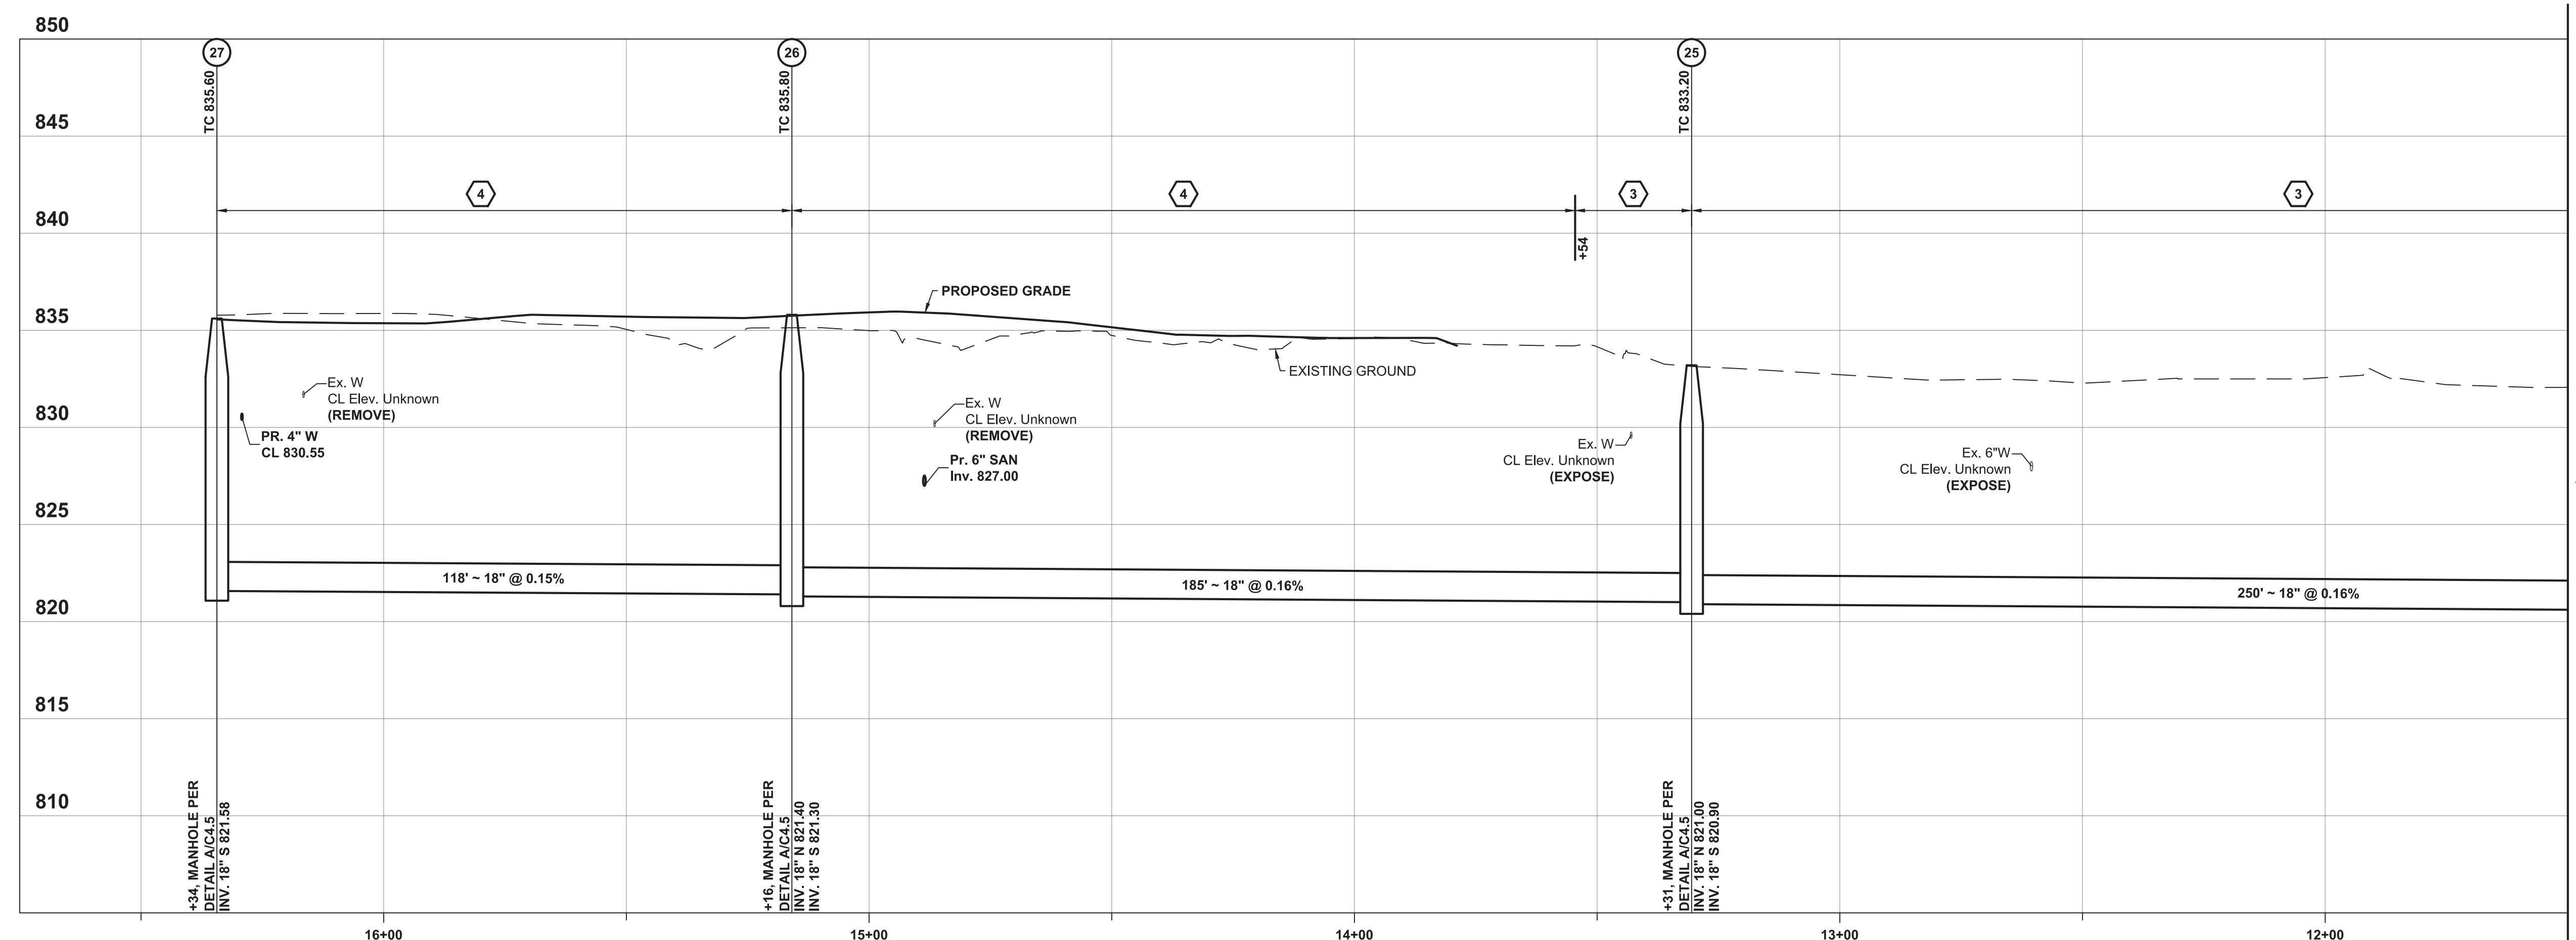 850
27
26
25
TC 835.60
TC 835.80
TC 833.20
845
4
4
3
3
840
+54
PROPOSED GRADE
835
EXISTING GROUND
Ex. W
CL Elev. Unknown
(REMOVE)
Ex. W
CL Elev. Unknown
(REMOVE)
830
PR. 4" W
CL 830.55
Pr. 6" SAN
Inv. 827.00
Ex. W
CL Elev. Unknown
(EXPOSE)
Ex. 6"W
CL Elev. Unknown
(EXPOSE)
825
118' ~ 18" @ 0.15%
185' ~ 18" @ 0.16%
250' ~ 18" @ 0.16%
820
815
810
+34, MANHOLE PER
DETAIL A/C4.5
INV. 18" S 821.58
+16, MANHOLE PER
DETAIL A/C4.5
INV. 18" N 821.40
INV. 18" S 821.30
+31, MANHOLE PER
DETAIL A/C4.5
INV. 18" N 821.00
INV. 18" S 820.90
16+00
15+00
14+00
13+00
12+00